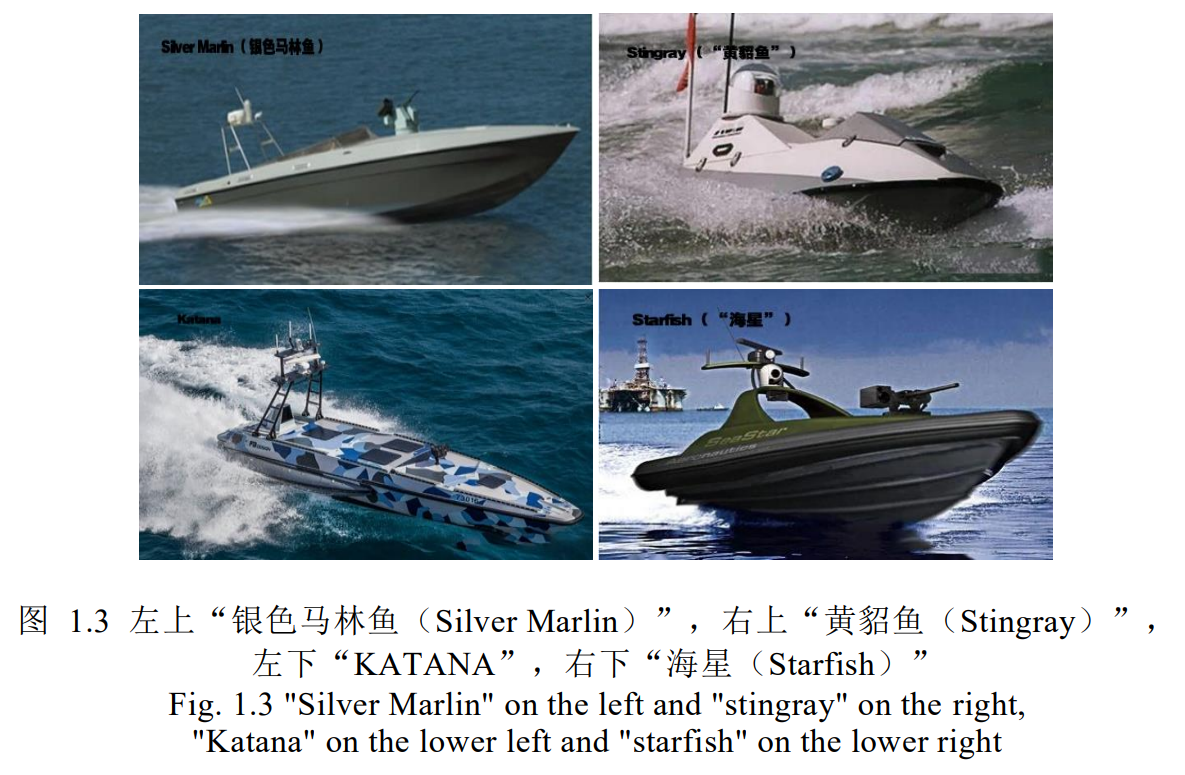 Silver Marlin（银色马林鱼）
Stingray（“黄貂鱼”）
Katana
Starfish（“海星”）
SeaStar
Aeronautics
图 1.3 左上“银色马林鱼（Silver Marlin）”，右上“黄貂鱼（Stingray）”，
左下“KATANA”，右下“海星（Starfish）”
Fig. 1.3 "Silver Marlin" on the left and "stingray" on the right,
"Katana" on the lower left and "starfish" on the lower right